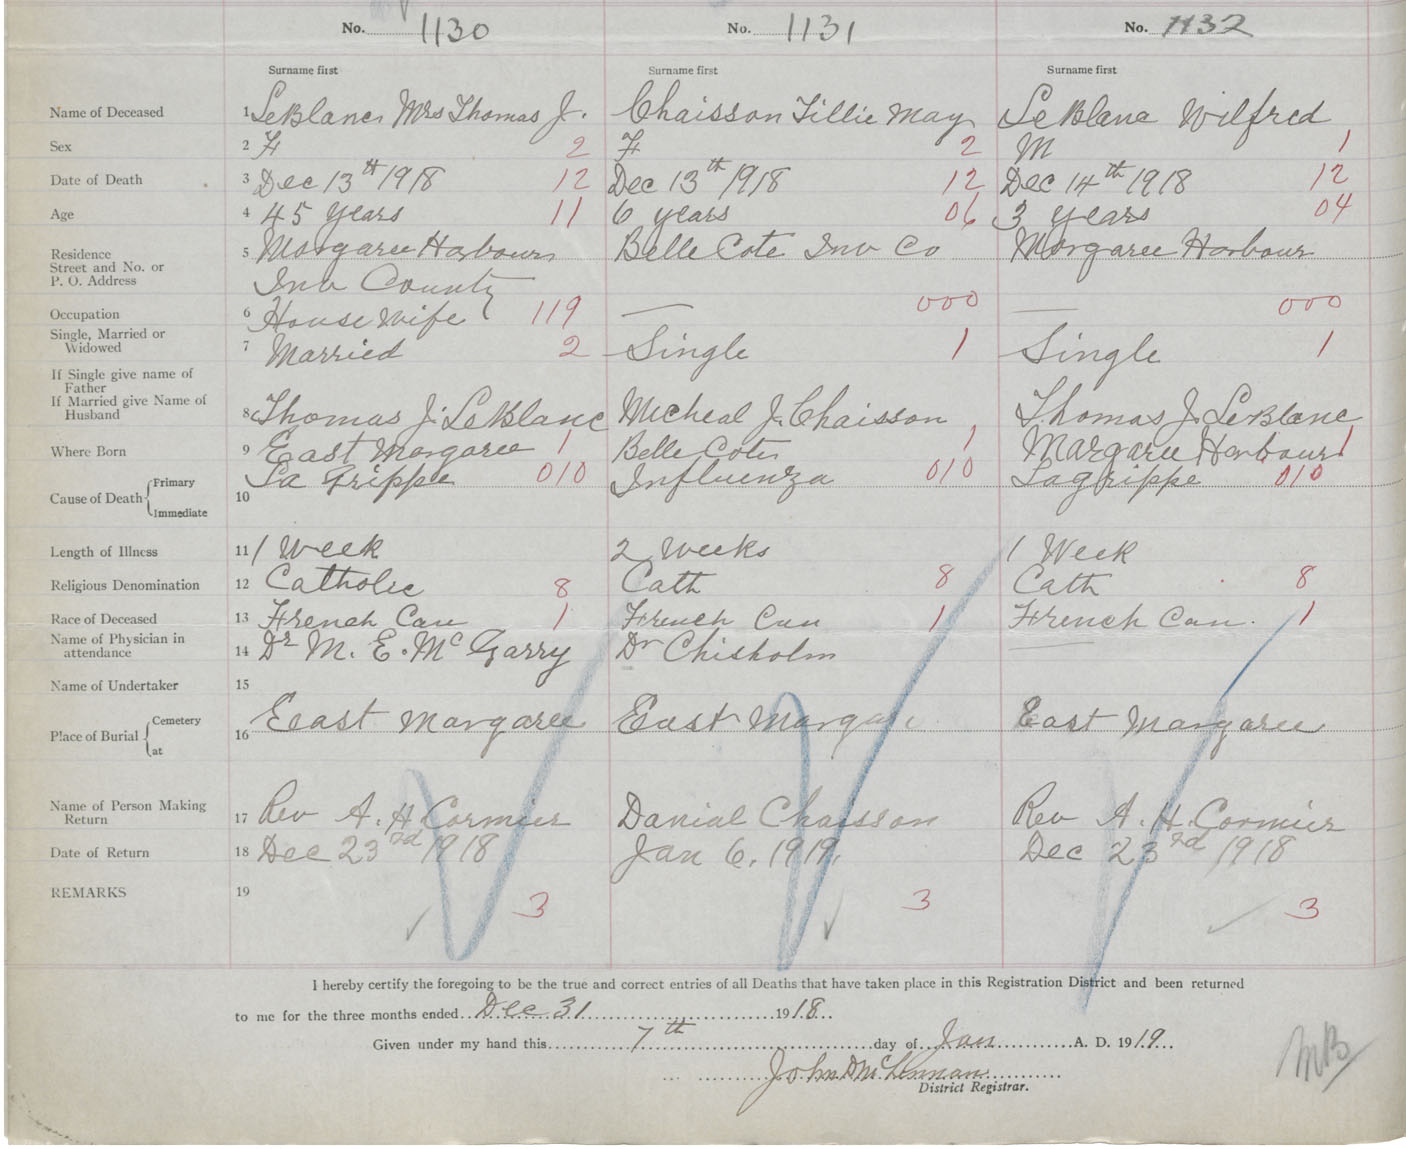 No. 1130 No. 1131 No. 1132
Surname first Surname first Surname first
Name of Deceased 1 LeBlanc Mrs Thomas J. Chaisson Tillie May LeBlanc Wilfred
Sex 2 F 2 F 2 M 1
Date of Death 3 Dec 13th 1918 12 Dec 13th 1918 12 Dec 14th 1918 12
Age 4 45 years 11 6 years 06 3 years 04
Residence
Street and No. or 5 Margaree Harbour Belle Cote Inv Co Margaree Harbour
P. O. Address Inv County
Occupation 6 House Wife 119 — 000 — 000
Single, Married or
Widowed 7 Married 2 Single 1 Single 1
If Single give name of
Father
If Married give Name of
Husband 8 Thomas J. LeBlanc Micheal J. Chaisson Thomas J. LeBlanc
Where Born 9 East Margaree 1 Belle Cote 1 Margaree Harbour 1
Cause of Death Primary La Grippe 010 Influenza 010 Lagrippe 010
10
Immediate
Length of Illness 11 1 Week 2 Weeks 1 Week
Religious Denomination 12 Catholic 8 Cath 8 Cath 8
Race of Deceased 13 French Can 1 French Can 1 French Can. 1
Name of Physician in
attendance 14 Dr M. E. McGarry Dr Chisholm —
Name of Undertaker 15
Place of Burial Cemetery 16 East Margaree East Margaree East Margaree
at
Name of Person Making
Return 17 Rev A. H. Cormier Danial Chaisson Rev A. H. Cormier
Date of Return 18 Dec 23rd 1918 Jan 6, 1919. Dec 23rd 1918
REMARKS 19 3 3 3
I hereby certify the foregoing to be the true and correct entries of all Deaths that have taken place in this Registration District and been returned
to me for the three months ended Dec 31 1918
Given under my hand this 7th day of Jan A. D. 1919
John D McLennan
District Registrar.
MB